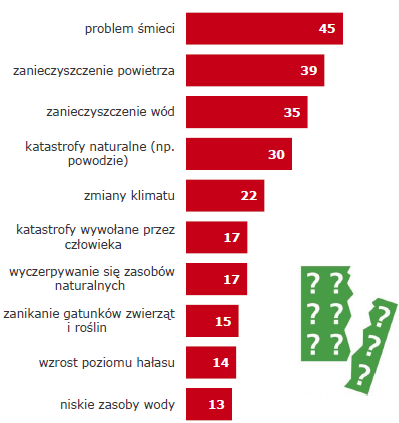 problem śmieci 45
zanieczyszczenie powietrza 39
zanieczyszczenie wód 35
katastrofy naturalne (np.
powodzie) 30
zmiany klimatu 22
katastrofy wywołane przez
człowieka 17
wyczerpywanie się zasobów
naturalnych 17
zanikanie gatunków zwierząt
i roślin 15
wzrost poziomu hałasu 14
niskie zasoby wody 13
? ?
? ?
? ?
?
?
?